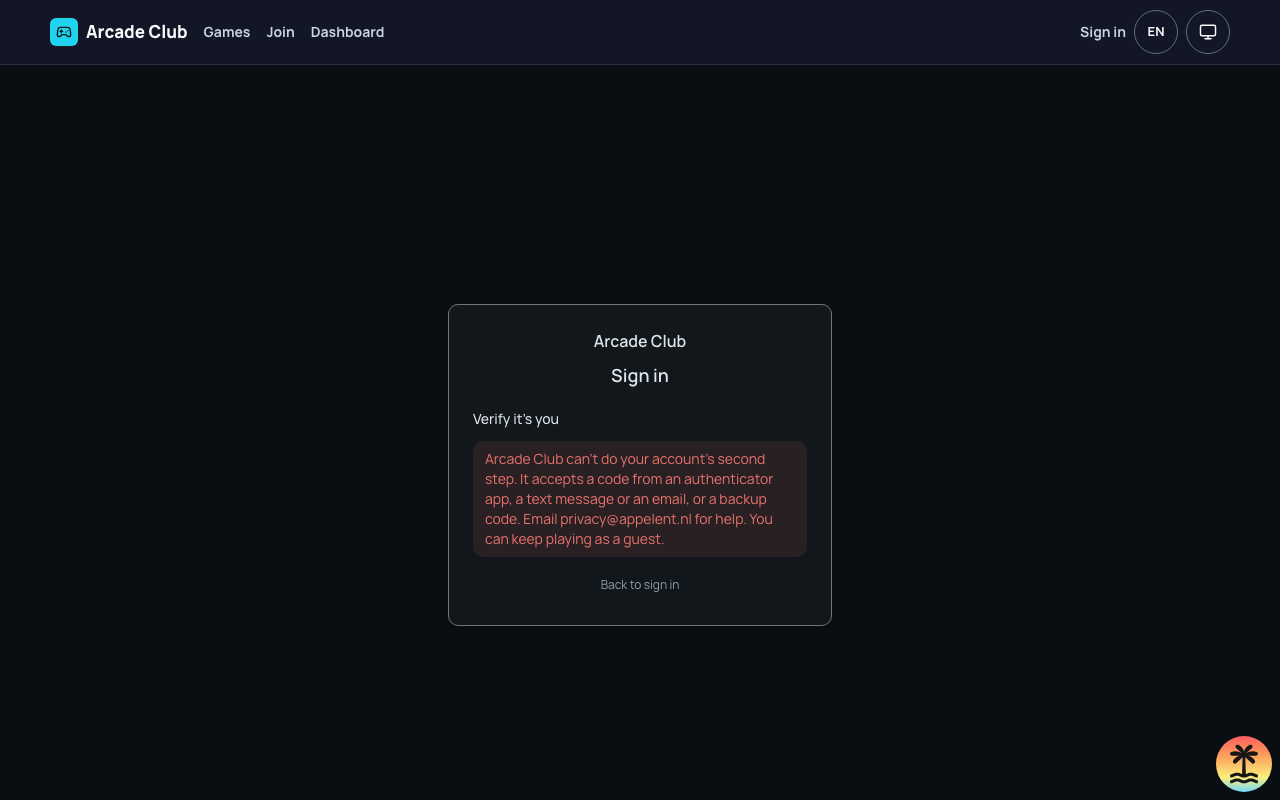 Arcade Club
Games
Join
Dashboard
Sign in
EN
Arcade Club
Sign in
Verify it's you
Arcade Club can't do your account's second
step. It accepts a code from an authenticator
app, a text message or an email, or a backup
code. Email privacy@appelent.nl for help. You
can keep playing as a guest.
Back to sign in